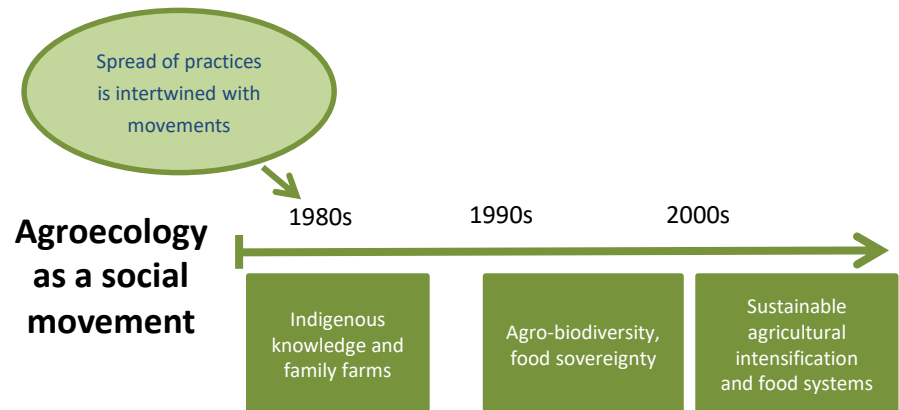 Spread of practices
is intertwined with
movements
Agroecology
as a social
movement
1980s
1990s
2000s
Indigenous
knowledge and
family farms
Agro-biodiversity,
food sovereignty
Sustainable
agricultural
intensification
and food systems